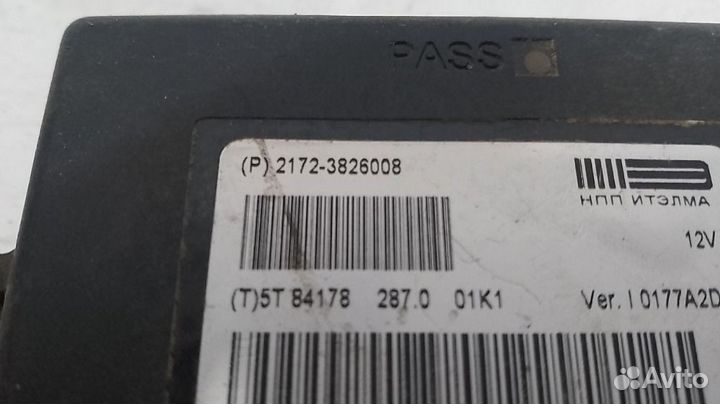 PASS
(P) 2172-3826008
НПП ИТЭЛМА
12V
(T)5T 84178 287.0 01K1 Ver. I 0177A2D
Avito